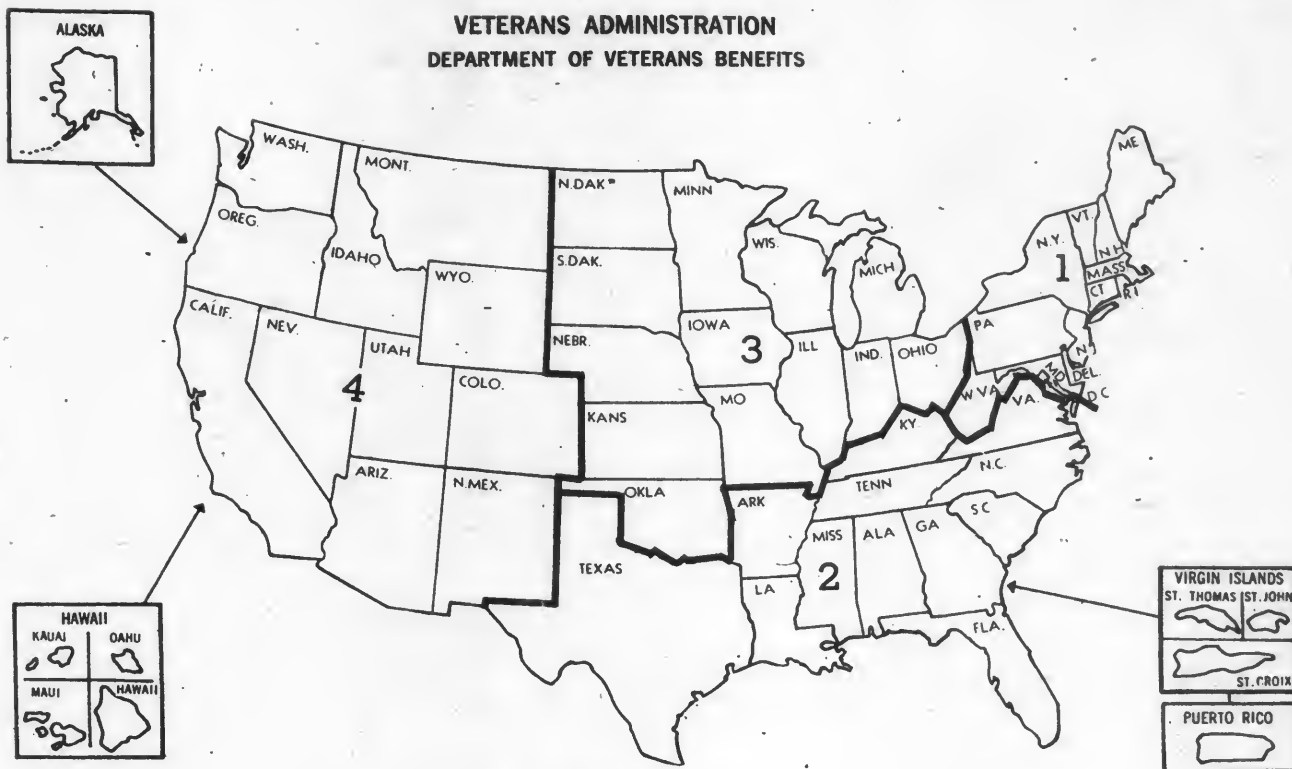 VETERANS ADMINISTRATION
DEPARTMENT OF VETERANS BENEFITS
ALASKA
WASH.
MONT.
N.DAK*
MINN
ME
OREG.
IDAHO
S.DAK.
WIS.
MICH
N.Y.
VT.
N H
1
MASS
CT
R I
WYO.
CALIF.
NEV.
UTAH
4
COLO.
NEBR.
IOWA
3
ILL
IND.
OHIO
PA
N J
MD
DEL.
W VA
VA.
D C
KANS
MO
KY.
ARIZ.
N.MEX.
OKLA
ARK
TENN
N.C.
S C
TEXAS
LA
MISS
ALA
GA
2
FLA.
HAWAII
KAUAI
OAHU
MAUI
HAWAII
VIRGIN ISLANDS
ST. THOMAS
ST. JOHN
ST. CROIX
PUERTO RICO